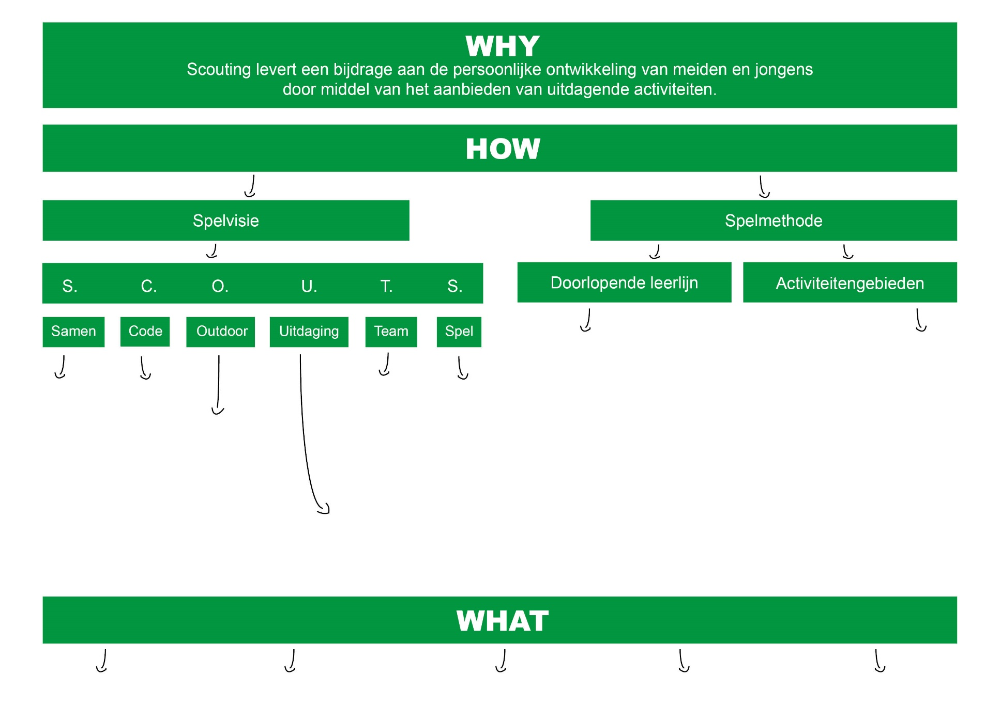 WHY
Scouting levert een bijdrage aan de persoonlijke ontwikkeling van meiden en jongens
door middel van het aanbieden van uitdagende activiteiten.
HOW
Spelvisie
Spelmethode
S. C. O. U. T. S.
Doorlopende leerlijn
Activiteitengebieden
Samen
Code
Outdoor
Uitdaging
Team
Spel
WHAT